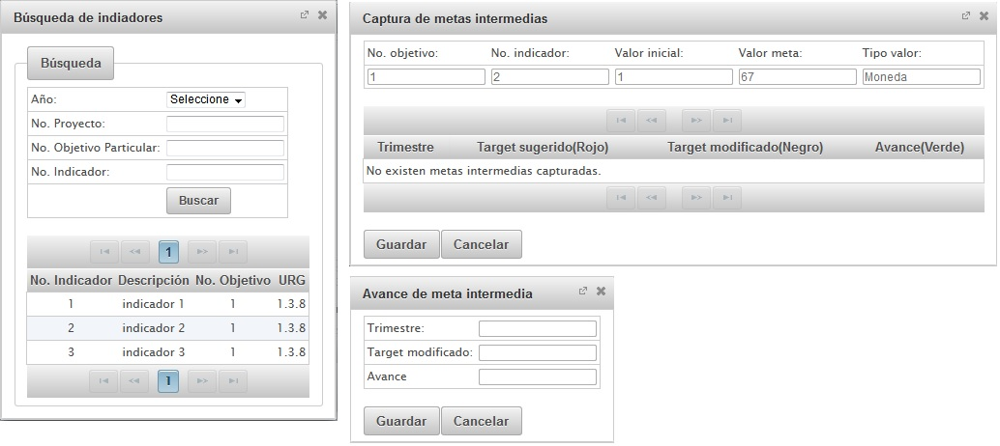 Búsqueda de indiadores
Búsqueda
Año: Seleccione
No. Proyecto:
No. Objetivo Particular:
No. Indicador:
Buscar
1
No. Indicador Descripción No. Objetivo URG
1 indicador 1 1 1.3.8
2 indicador 2 1 1.3.8
3 indicador 3 1 1.3.8
1
Captura de metas intermedias
No. objetivo: No. indicador: Valor inicial: Valor meta: Tipo valor:
1 2 1 67 Moneda
Trimestre Target sugerido(Rojo) Target modificado(Negro) Avance(Verde)
No existen metas intermedias capturadas.
Guardar Cancelar
Avance de meta intermedia
Trimestre:
Target modificado:
Avance
Guardar Cancelar